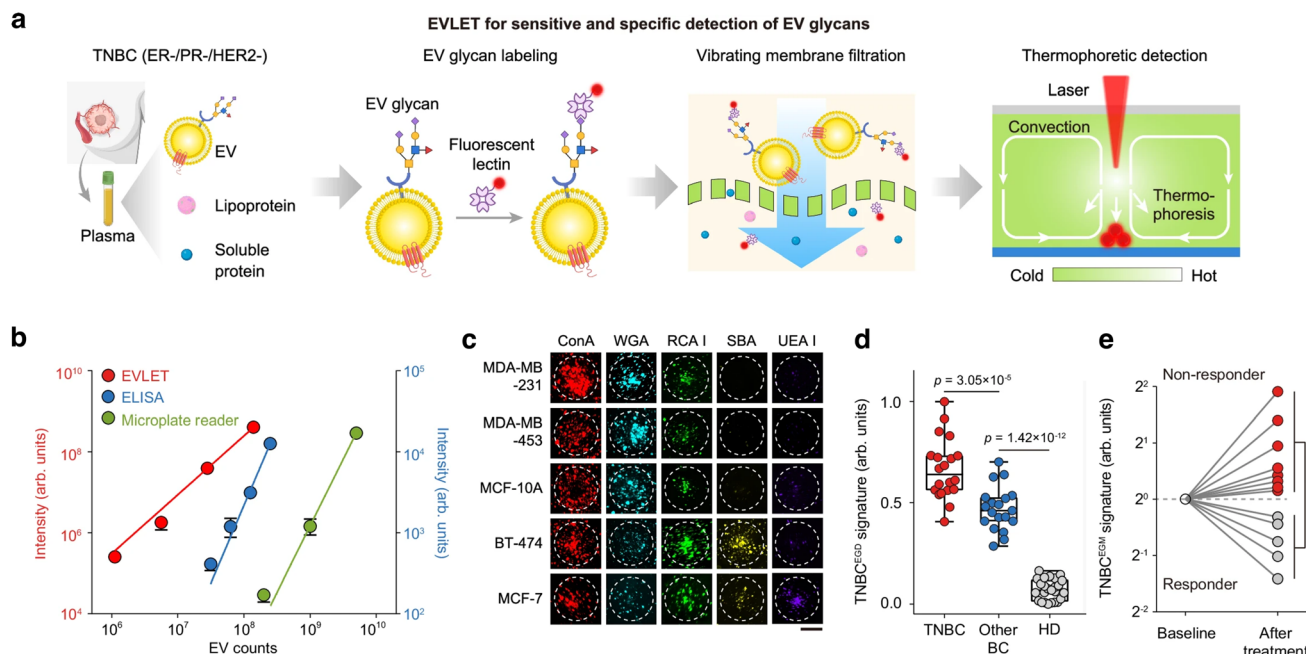 a
EVLET for sensitive and specific detection of EV glycans
TNBC (ER-/PR-/HER2-)
EV
Lipoprotein
Soluble
protein
Plasma
EV glycan labeling
EV glycan
Fluorescent
lectin
Vibrating membrane filtration
Thermophoretic detection
Laser
Convection
Thermo-
phoresis
Cold
Hot
b
EVLET
ELISA
Microplate reader
Intensity (arb. units)
10¹⁰
10⁸
10⁶
10⁴
10⁵
10⁴
10³
10²
Intensity (arb. units)
10⁶ 10⁷ 10⁸ 10⁹ 10¹⁰
EV counts
c
ConA WGA RCA I SBA UEA I
MDA-MB
-231
MDA-MB
-453
MCF-10A
BT-474
MCF-7
d
TNBCᴱᴳᴰ signature (arb. units)
p = 3.05×10⁻⁵
p = 1.42×10⁻¹²
1.0
0.5
0.0
TNBC Other HD
BC
e
TNBCᴱᴳᴹ signature (arb. units)
2²
2¹
2⁰
2⁻¹
2⁻²
Non-responder
Responder
Baseline After
treatment